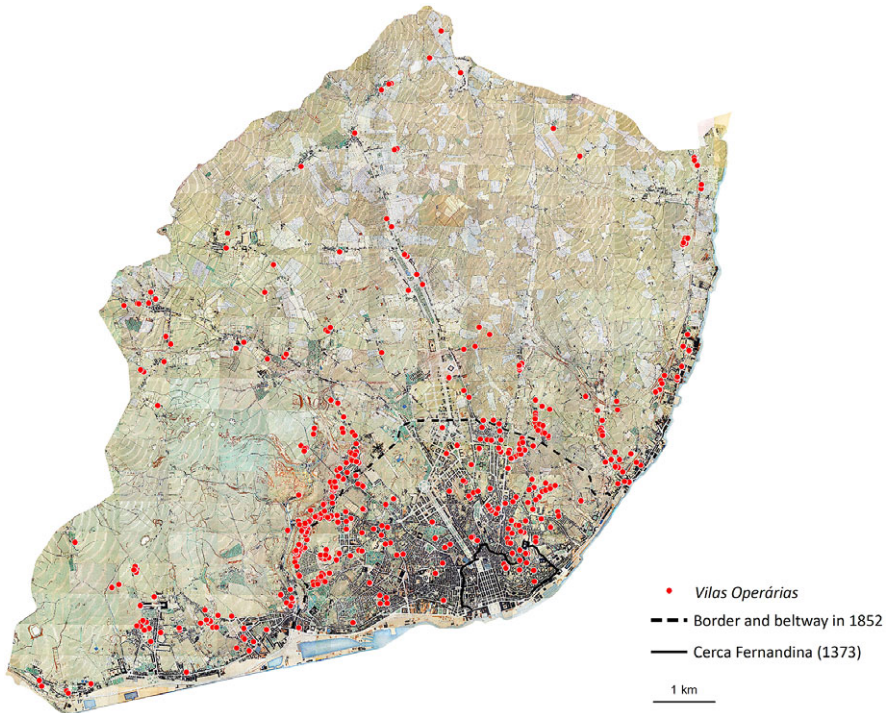 Vilas Operárias
Border and beltway in 1852
Cerca Fernandina (1373)
1 km